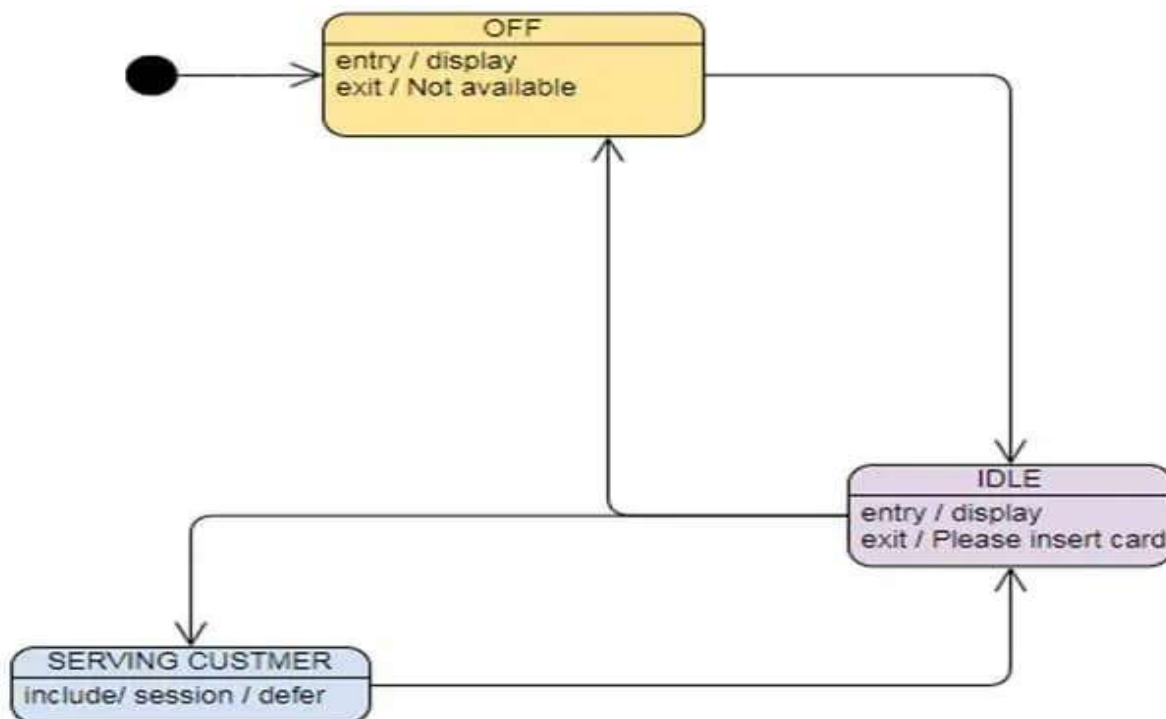 OFF
entry / display
exit / Not available
IDLE
entry / display
exit / Please insert card
SERVING CUSTMER
include/ session / defer